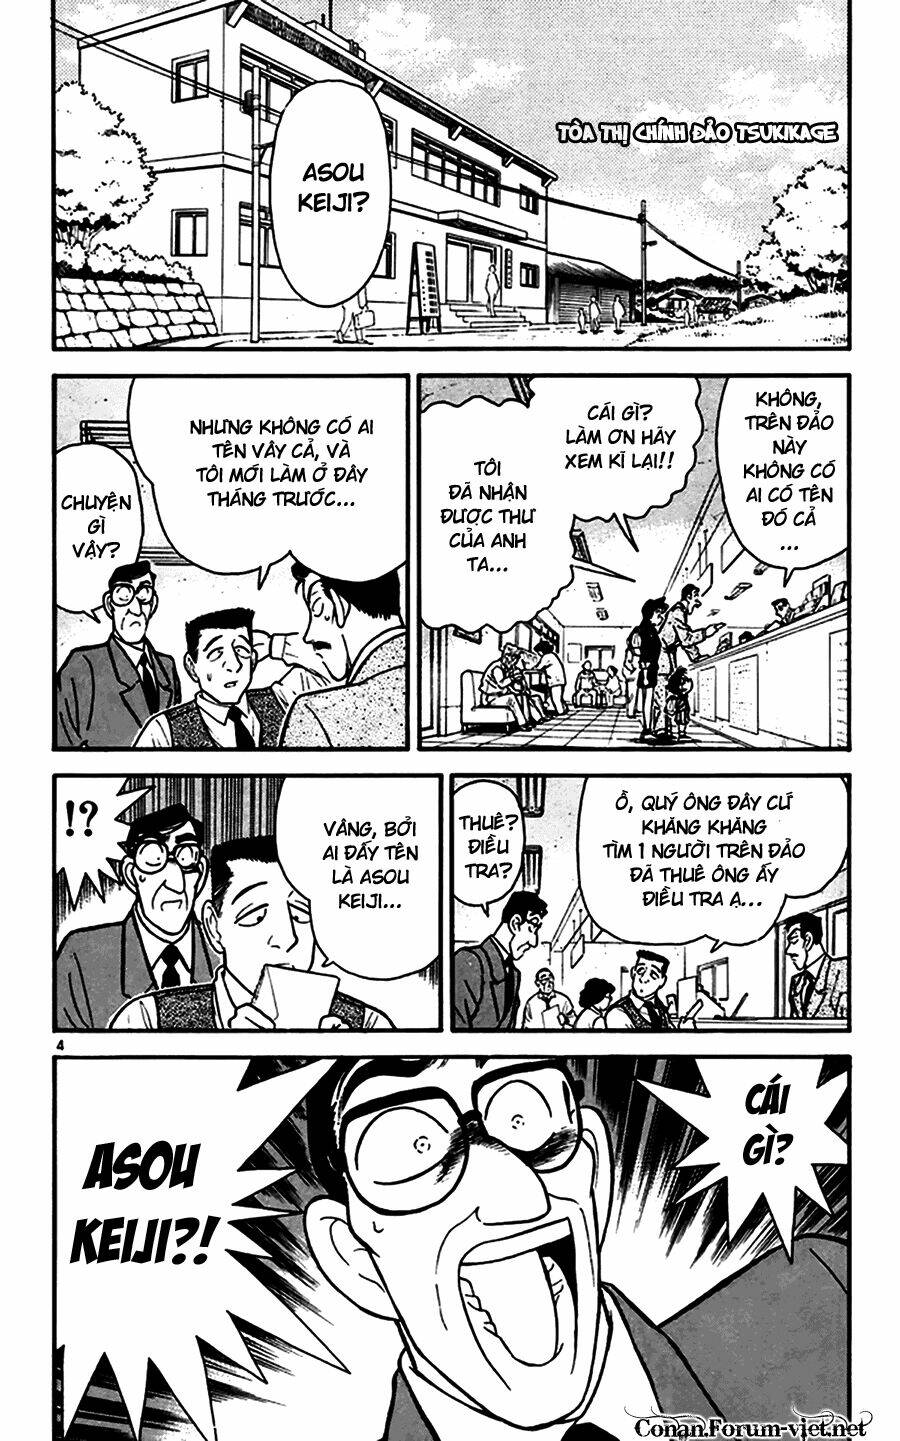 TÒA THỊ CHÍNH ĐẢO TSUKIKAGE
ASOU
KEIJI?
KHÔNG,
TRÊN ĐẢO
NÀY
KHÔNG CÓ
AI CÓ TÊN
ĐÓ CẢ
...
CÁI GÌ?
LÀM ƠN HÃY
XEM KĨ LẠI!!
TÔI
ĐÃ NHẬN
ĐƯỢC THƯ
CỦA ANH
TA...
NHƯNG KHÔNG CÓ AI
TÊN VẬY CẢ, VÀ
TÔI MỚI LÀM Ở ĐÂY
THÁNG TRƯỚC...
CHUYỆN
GÌ
VẬY?
Ồ, QUÝ ÔNG ĐÂY CỨ
KHĂNG KHĂNG
TÌM 1 NGƯỜI TRÊN ĐẢO
ĐÃ THUÊ ÔNG ẤY
ĐIỀU TRA Ạ...
THUÊ?
ĐIỀU
TRA?
VÂNG, BỞI
AI ĐẤY TÊN
LÀ ASOU
KEIJI...
!?
4
CÁI
GÌ?
ASOU
KEIJI?!
Conan.Forum-viet.net